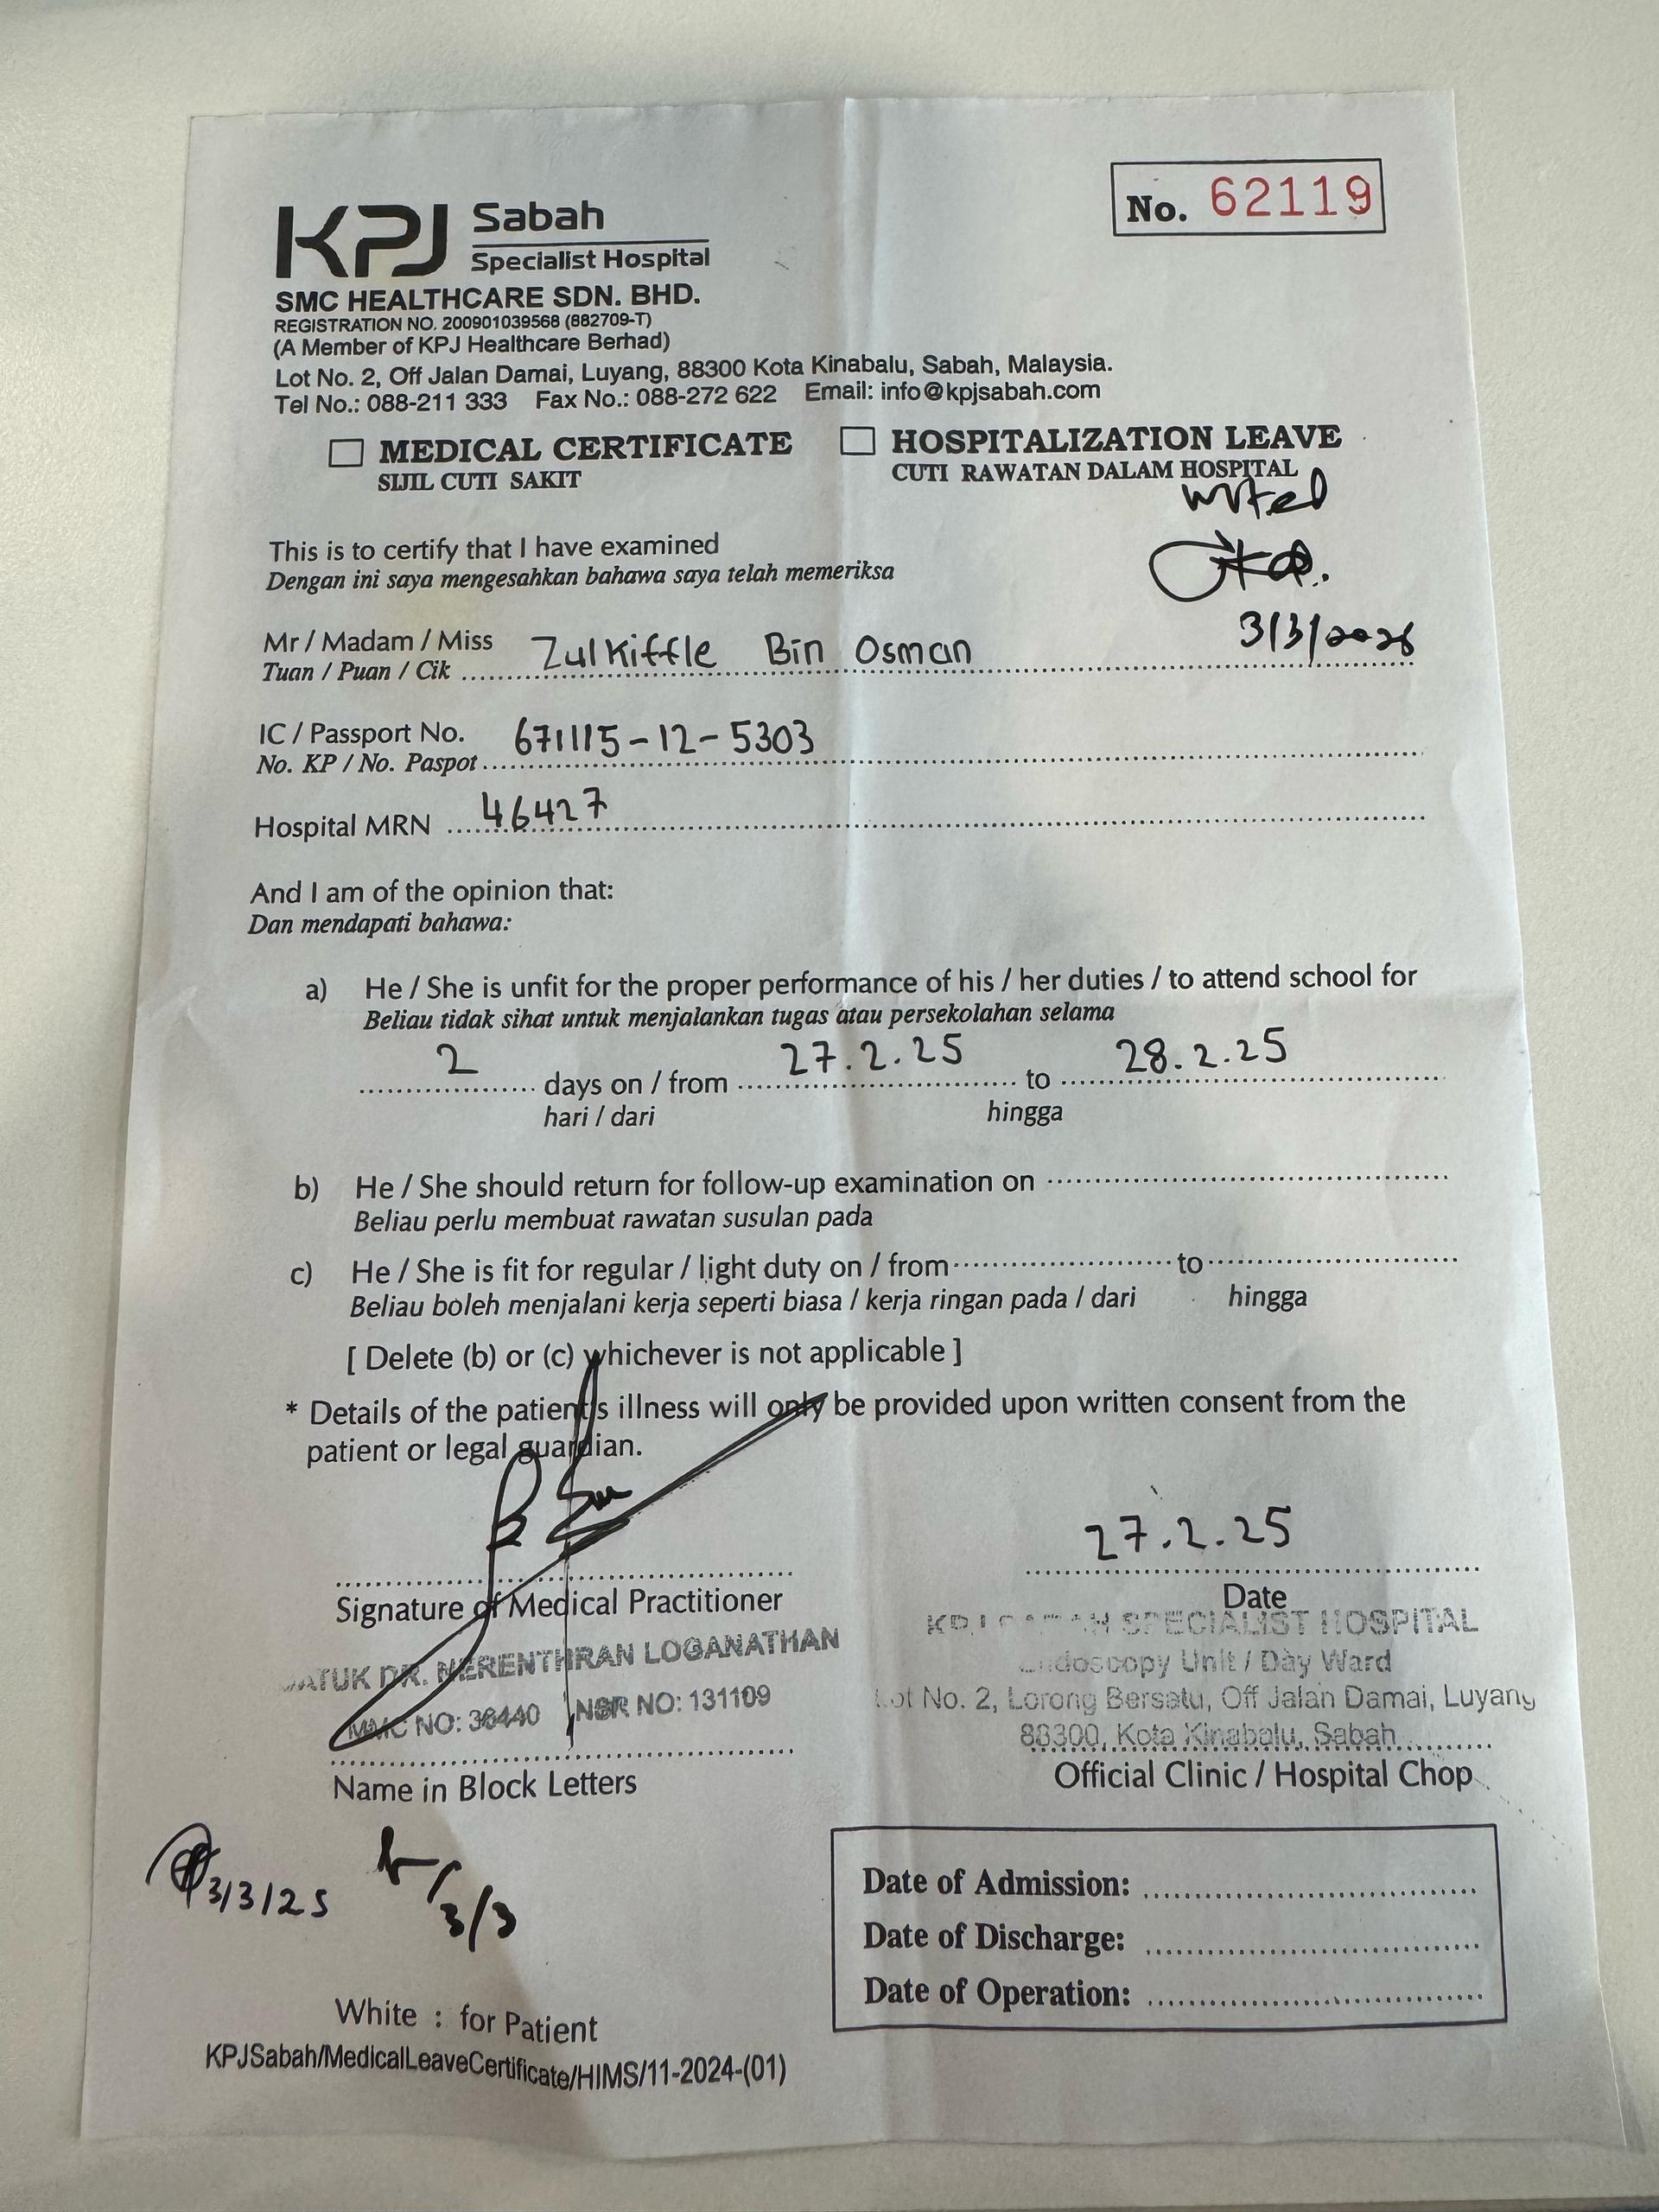 No. 62119
KPJ Sabah
Specialist Hospital
SMC HEALTHCARE SDN. BHD.
REGISTRATION NO. 200901039568 (882709-T)
(A Member of KPJ Healthcare Berhad)
Lot No. 2, Off Jalan Damai, Luyang, 88300 Kota Kinabalu, Sabah, Malaysia.
Tel No.: 088-211 333 Fax No.: 088-272 622 Email: info@kpjsabah.com
MEDICAL CERTIFICATE
SIJIL CUTI SAKIT
HOSPITALIZATION LEAVE
CUTI RAWATAN DALAM HOSPITAL
This is to certify that I have examined
Dengan ini saya mengesahkan bahawa saya telah memeriksa
Mr / Madam / Miss Zulkiffle Bin Osman
Tuan / Puan / Cik
IC / Passport No. 671115-12-5303
No. KP / No. Paspot
Hospital MRN 46427
And I am of the opinion that:
Dan mendapati bahawa:
a) He / She is unfit for the proper performance of his / her duties / to attend school for
Beliau tidak sihat untuk menjalankan tugas atau persekolahan selama
2 days on / from 27.2.25 to 28.2.25
hari / dari hingga
b) He / She should return for follow-up examination on
Beliau perlu membuat rawatan susulan pada
c) He / She is fit for regular / light duty on / from to
Beliau boleh menjalani kerja seperti biasa / kerja ringan pada / dari hingga
[ Delete (b) or (c) whichever is not applicable ]
* Details of the patient's illness will only be provided upon written consent from the
patient or legal guardian.
27.2.25
Signature of Medical Practitioner
Date
DATUK DR. NERENTHRAN LOGANATHAN
MMC NO: 36440 NSR NO: 131109
KPJ SABAH SPECIALIST HOSPITAL
Endoscopy Unit / Day Ward
Lot No. 2, Lorong Bersatu, Off Jalan Damai, Luyang
88300, Kota Kinabalu, Sabah
Name in Block Letters
Official Clinic / Hospital Chop
3/3/25
3/3
Date of Admission:
Date of Discharge:
Date of Operation:
White : for Patient
KPJSabah/MedicalLeaveCertificate/HIMS/11-2024-(01)